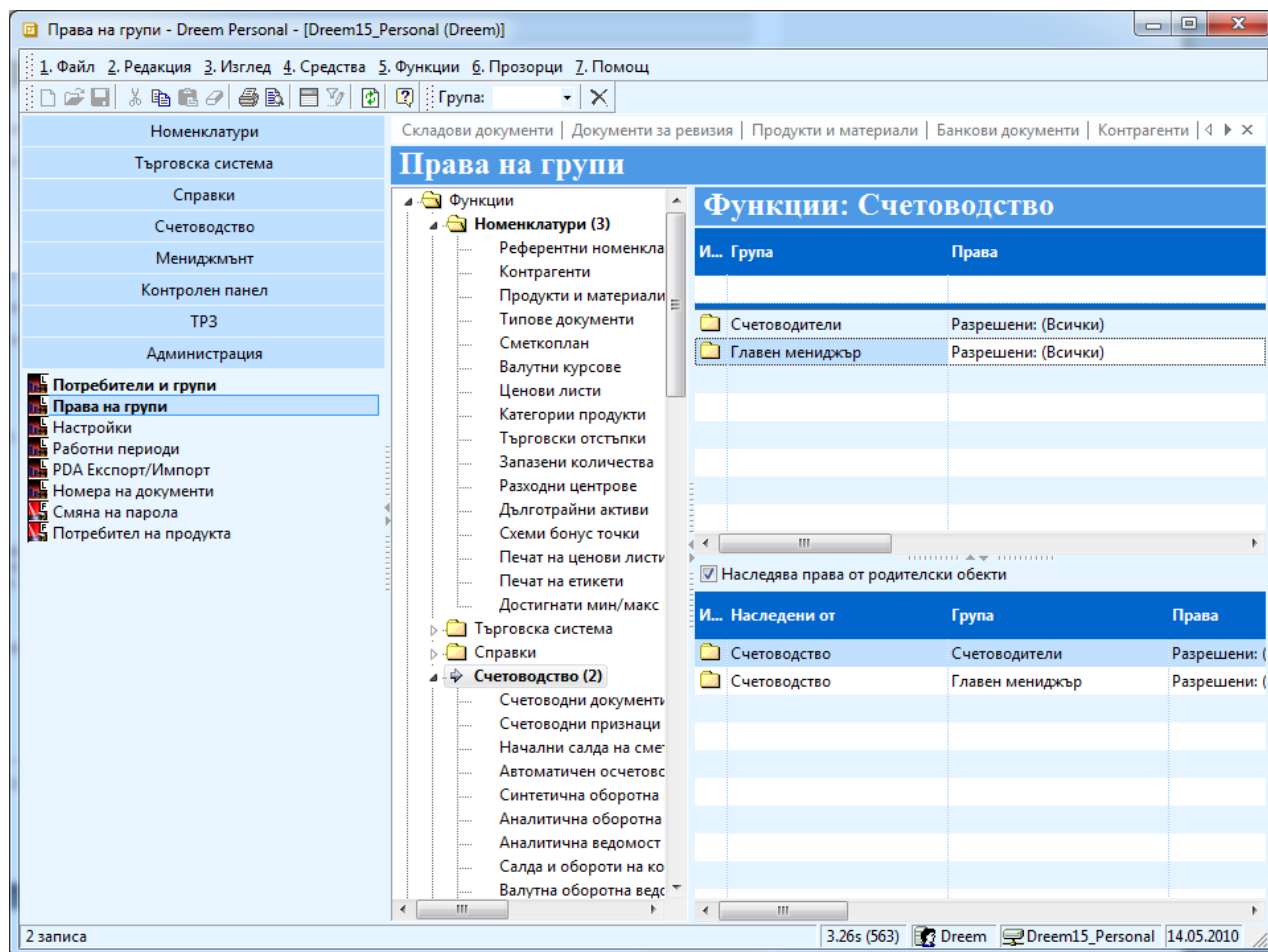 Права на групи - Dreem Personal - [Dreem15_Personal (Dreem)]
1. Файл 2. Редакция 3. Изглед 4. Средства 5. Функции 6. Прозорци 7. Помощ
Група:
Номенклатури
Търговска система
Справки
Счетоводство
Мениджмънт
Контролен панел
ТРЗ
Администрация
Потребители и групи
Права на групи
Настройки
Работни периоди
PDA Експорт/Импорт
Номера на документи
Смяна на парола
Потребител на продукта
Складови документи | Документи за ревизия | Продукти и материали | Банкови документи | Контрагенти
Права на групи
Функции
Номенклатури (3)
Референтни номенкла
Контрагенти
Продукти и материали
Типове документи
Сметкоплан
Валутни курсове
Ценови листи
Категории продукти
Търговски отстъпки
Запазени количества
Разходни центрове
Дълготрайни активи
Схеми бонус точки
Печат на ценови листи
Печат на етикети
Достигнати мин/макс
Търговска система
Справки
Счетоводство (2)
Счетоводни документи
Счетоводни признаци
Начални салда на сме
Автоматичен осчетово
Синтетична оборотна
Аналитична оборотна
Аналитична ведомост
Салда и обороти на ко
Валутна оборотна ведо
Функции: Счетоводство
И... Група Права
Счетоводители Разрешени: (Всички)
Главен мениджър Разрешени: (Всички)
Наследява права от родителски обекти
И... Наследени от Група Права
Счетоводство Счетоводители Разрешени: (
Счетоводство Главен мениджър Разрешени: (
2 записа 3.26s (563) Dreem Dreem15_Personal 14.05.2010